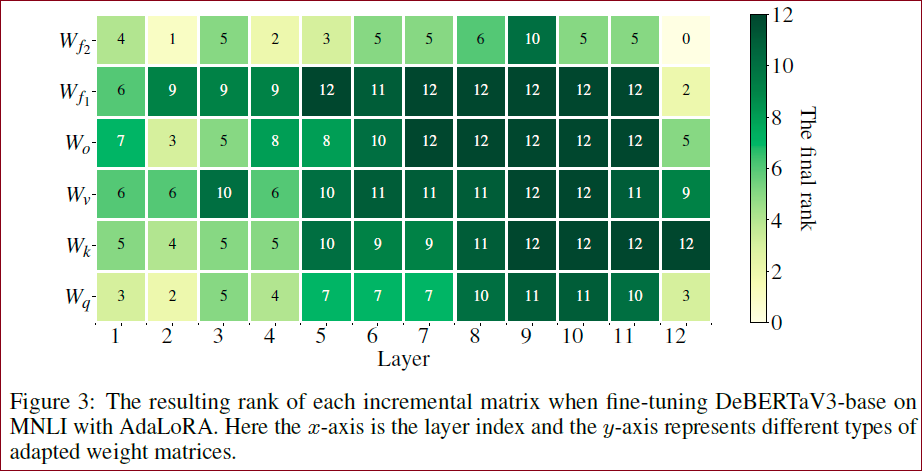 W_{f_2} 4 1 5 2 3 5 5 6 10 5 5 0
W_{f_1} 6 9 9 9 12 11 12 12 12 12 12 2
W_o 7 3 5 8 8 10 12 12 12 12 12 5
W_v 6 6 10 6 10 11 11 11 12 12 11 9
W_k 5 4 5 5 10 9 9 11 12 12 12 12
W_q 3 2 5 4 7 7 7 10 11 11 10 3
1 2 3 4 5 6 7 8 9 10 11 12
Layer
12
10
8
6
4
2
0
The final rank
Figure 3: The resulting rank of each incremental matrix when fine-tuning DeBERTaV3-base on
MNLI with AdaLoRA. Here the x-axis is the layer index and the y-axis represents different types of
adapted weight matrices.